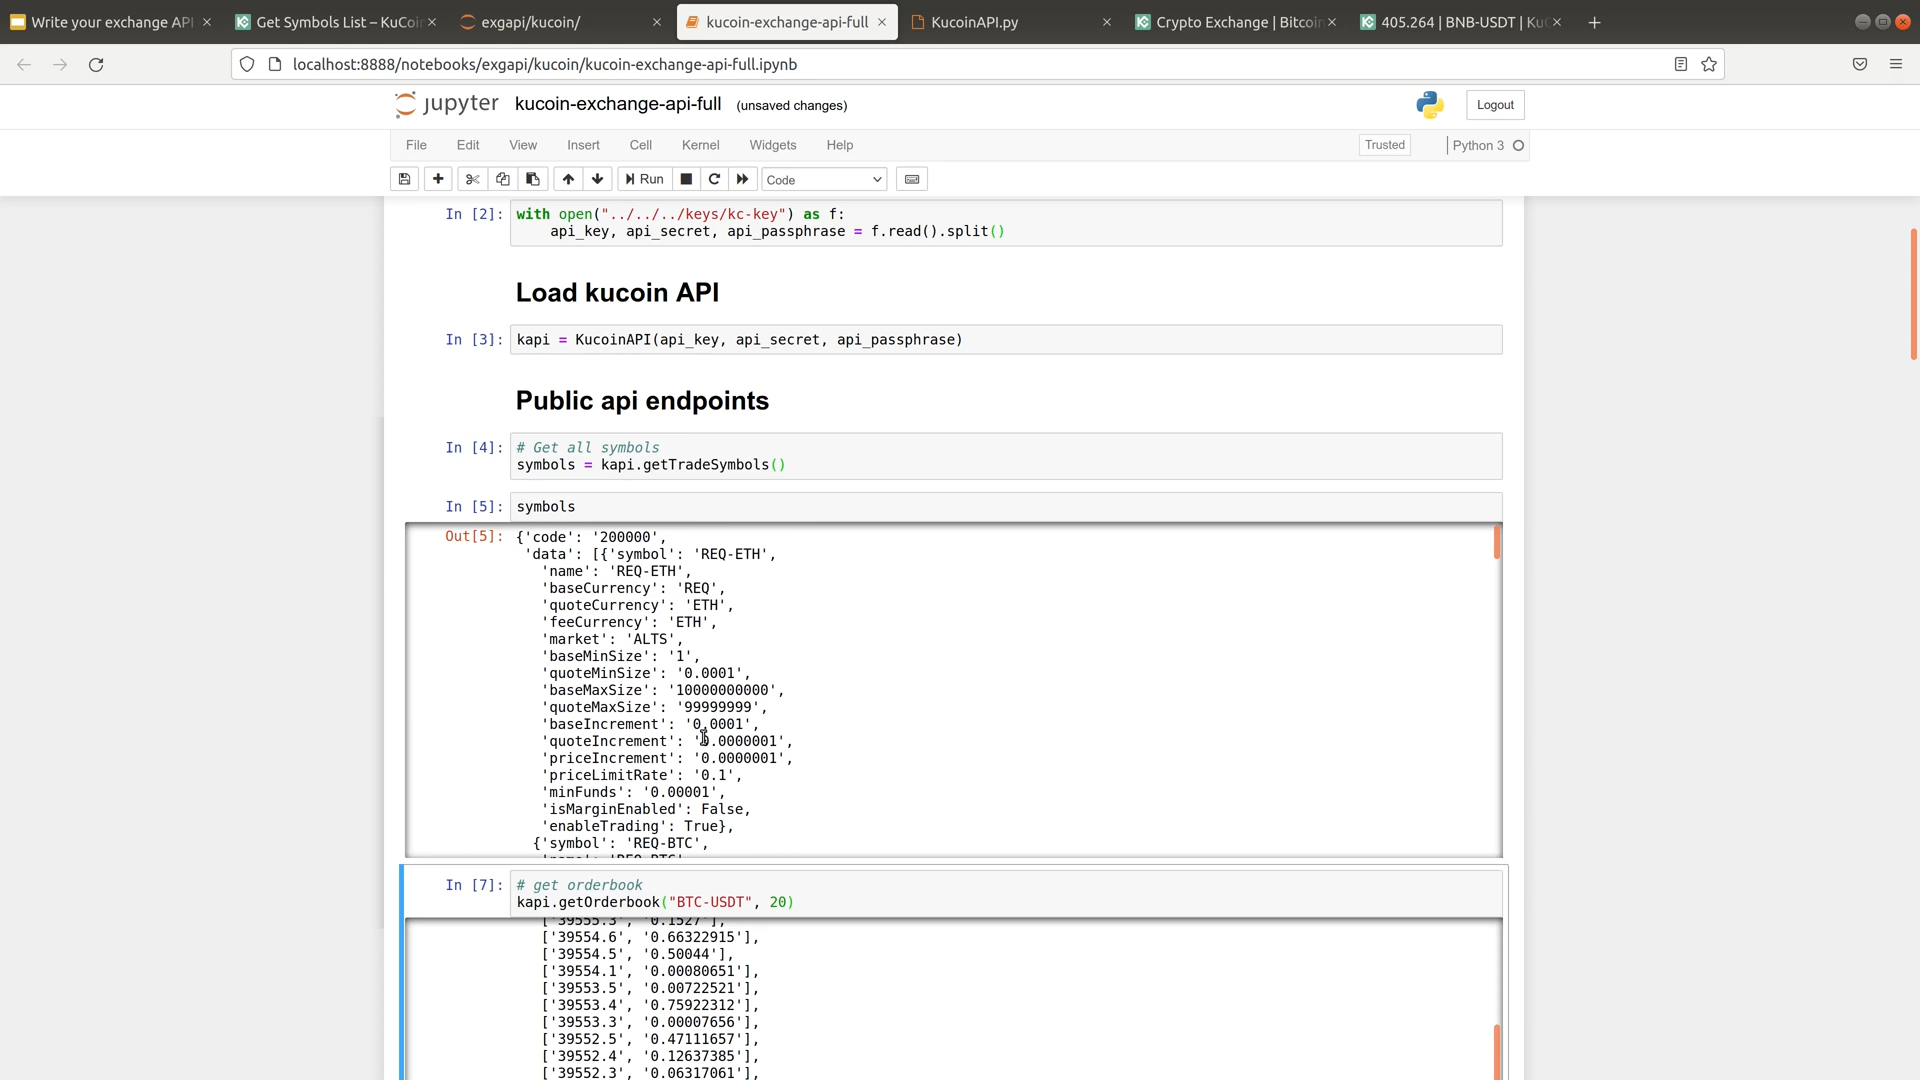 Write your exchange API
Get Symbols List – KuCoin
exgapi/kucoin/
kucoin-exchange-api-full
KucoinAPI.py
Crypto Exchange | Bitcoin
405.264 | BNB-USDT | KuC
localhost:8888/notebooks/exgapi/kucoin/kucoin-exchange-api-full.ipynb
jupyter kucoin-exchange-api-full (unsaved changes)
Logout
File Edit View Insert Cell Kernel Widgets Help
Trusted
Python 3
Run
Code
In [2]: with open("../../../keys/kc-key") as f:
api_key, api_secret, api_passphrase = f.read().split()
Load kucoin API
In [3]: kapi = KucoinAPI(api_key, api_secret, api_passphrase)
Public api endpoints
In [4]: # Get all symbols
symbols = kapi.getTradeSymbols()
In [5]: symbols
Out[5]: {'code': '200000',
'data': [{'symbol': 'REQ-ETH',
'name': 'REQ-ETH',
'baseCurrency': 'REQ',
'quoteCurrency': 'ETH',
'feeCurrency': 'ETH',
'market': 'ALTS',
'baseMinSize': '1',
'quoteMinSize': '0.0001',
'baseMaxSize': '10000000000',
'quoteMaxSize': '99999999',
'baseIncrement': '0.0001',
'quoteIncrement': '0.0000001',
'priceIncrement': '0.0000001',
'priceLimitRate': '0.1',
'minFunds': '0.00001',
'isMarginEnabled': False,
'enableTrading': True},
{'symbol': 'REQ-BTC',
'name': 'REQ-BTC',
In [7]: # get orderbook
kapi.getOrderbook("BTC-USDT", 20)
['39555.3', '0.1527'],
['39554.6', '0.66322915'],
['39554.5', '0.50044'],
['39554.1', '0.00080651'],
['39553.5', '0.00722521'],
['39553.4', '0.75922312'],
['39553.3', '0.00007656'],
['39552.5', '0.47111657'],
['39552.4', '0.12637385'],
['39552.3', '0.06317061'],